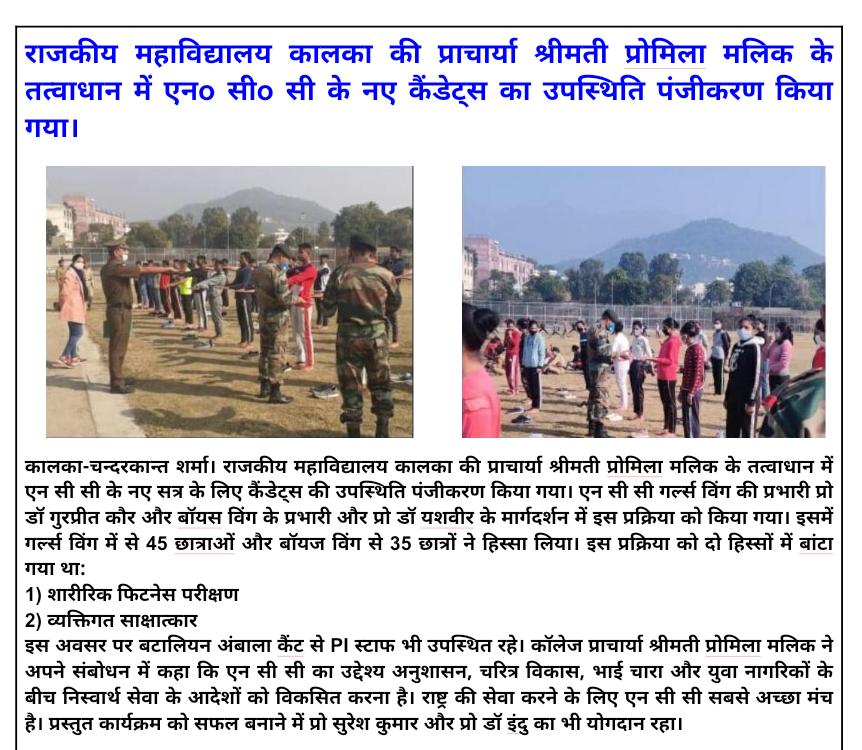 राजकीय महाविद्यालय कालका की प्राचार्या श्रीमती प्रोमिला मलिक के
तत्वाधान में एन० सी० सी के नए कैंडेट्स का उपस्थिति पंजीकरण किया
गया।
कालका-चन्दरकान्त शर्मा। राजकीय महाविद्यालय कालका की प्राचार्या श्रीमती प्रोमिला मलिक के तत्वाधान में
एन सी सी के नए सत्र के लिए कैंडेट्स की उपस्थिति पंजीकरण किया गया। एन सी सी गर्ल्स विंग की प्रभारी प्रो
डॉ गुरप्रीत कौर और बॉयस विंग के प्रभारी और प्रो डॉ यशवीर के मार्गदर्शन में इस प्रक्रिया को किया गया। इसमें
गर्ल्स विंग में से 45 छात्राओं और बॉयज विंग से 35 छात्रों ने हिस्सा लिया। इस प्रक्रिया को दो हिस्सों में बांटा
गया था:
1) शारीरिक फिटनेस परीक्षण
2) व्यक्तिगत साक्षात्कार
इस अवसर पर बटालियन अंबाला कैंट से PI स्टाफ भी उपस्थित रहे। कॉलेज प्राचार्या श्रीमती प्रोमिला मलिक ने
अपने संबोधन में कहा कि एन सी सी का उद्देश्य अनुशासन, चरित्र विकास, भाई चारा और युवा नागरिकों के
बीच निस्वार्थ सेवा के आदेशों को विकसित करना है। राष्ट्र की सेवा करने के लिए एन सी सी सबसे अच्छा मंच
है। प्रस्तुत कार्यक्रम को सफल बनाने में प्रो सुरेश कुमार और प्रो डॉ इंदु का भी योगदान रहा।